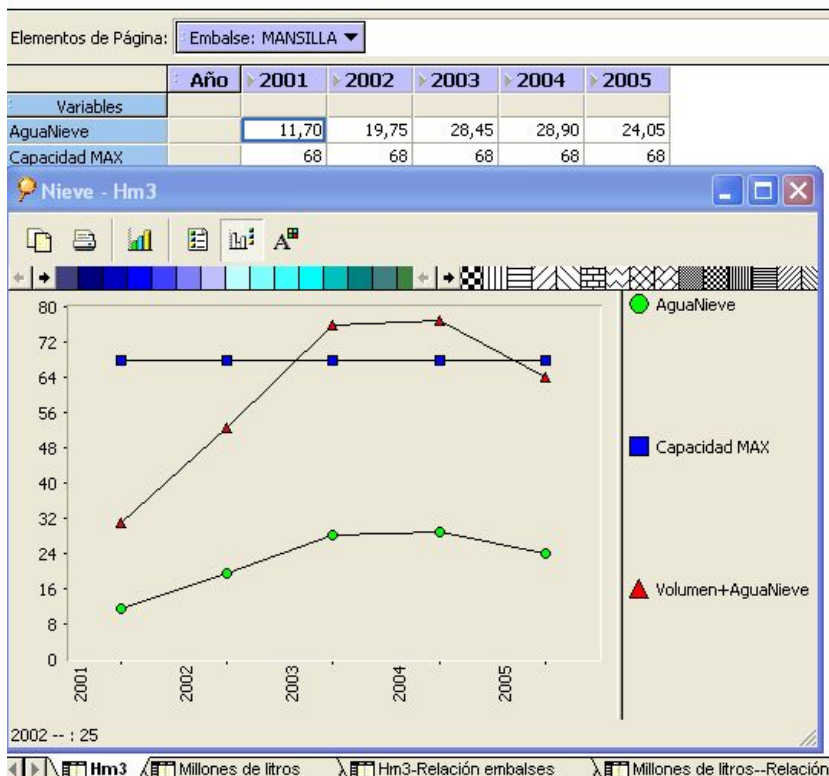 Elementos de Página: Embalse: MANSILLA
Año 2001 2002 2003 2004 2005
Variables
AguaNieve 11,70 19,75 28,45 28,90 24,05
Capacidad MAX 68 68 68 68 68
Nieve - Hm3
A
80
72
64
56
48
40
32
24
16
8
0
2001 2002 2003 2004 2005
AguaNieve
Capacidad MAX
Volumen+AguaNieve
2002 -- : 25
Hm3 Millones de litros Hm3-Relación embalses Millones de litros--Relación